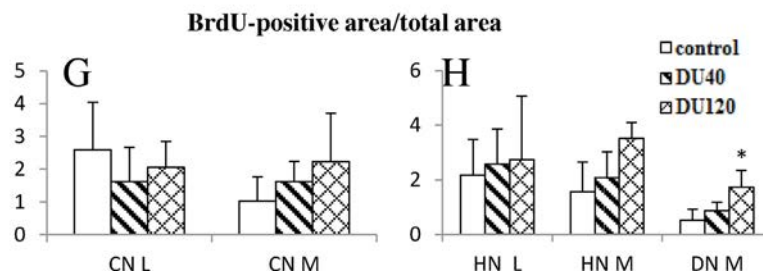 BrdU-positive area/total area
G
5
4
3
2
1
0
CN L
CN M
H
6
4
2
0
HN L
HN M
DN M
*
control
DU40
DU120